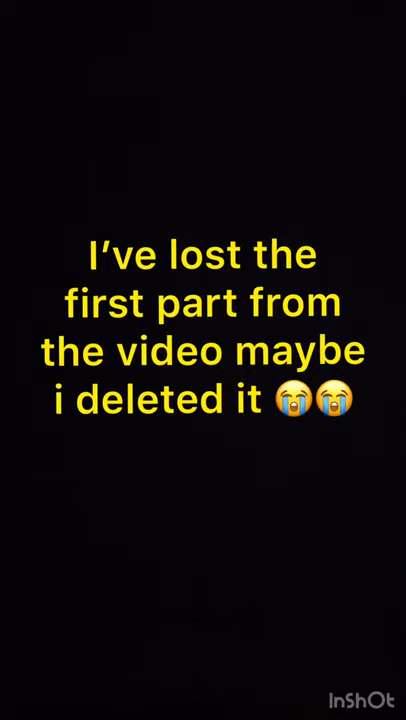 I’ve lost the
first part from
the video maybe
i deleted it 😭😭
InShOt